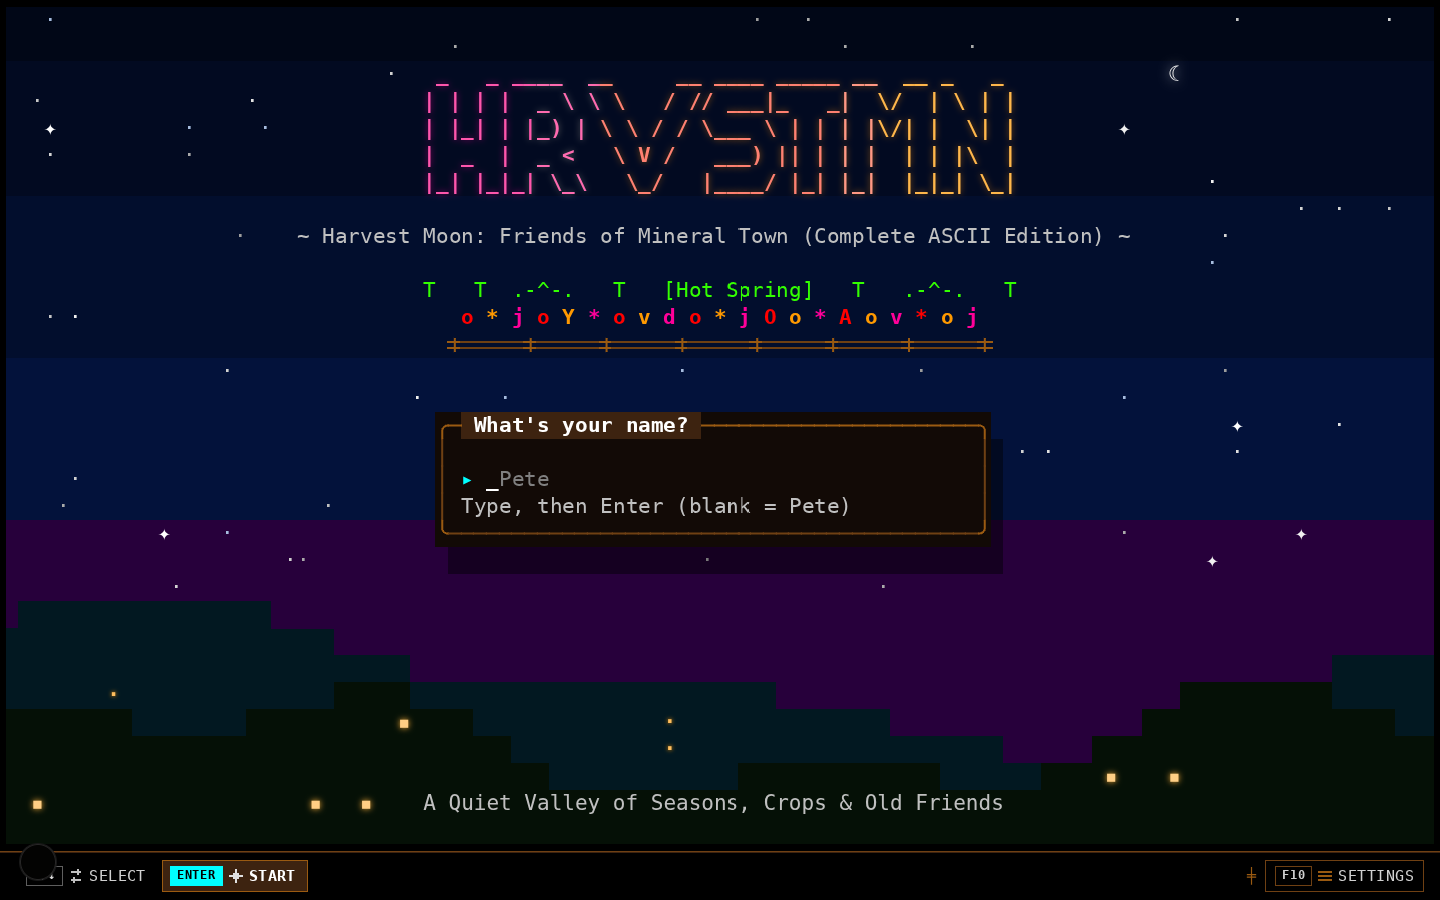 HRVSTMN
~ Harvest Moon: Friends of Mineral Town (Complete ASCII Edition) ~
T T .-^-. T [Hot Spring] T .-^-. T
o * j o Y * o v d o * j O o * A o v * o j
What's your name?
▸ _Pete
Type, then Enter (blank = Pete)
A Quiet Valley of Seasons, Crops & Old Friends
SELECT ENTER START F10 SETTINGS